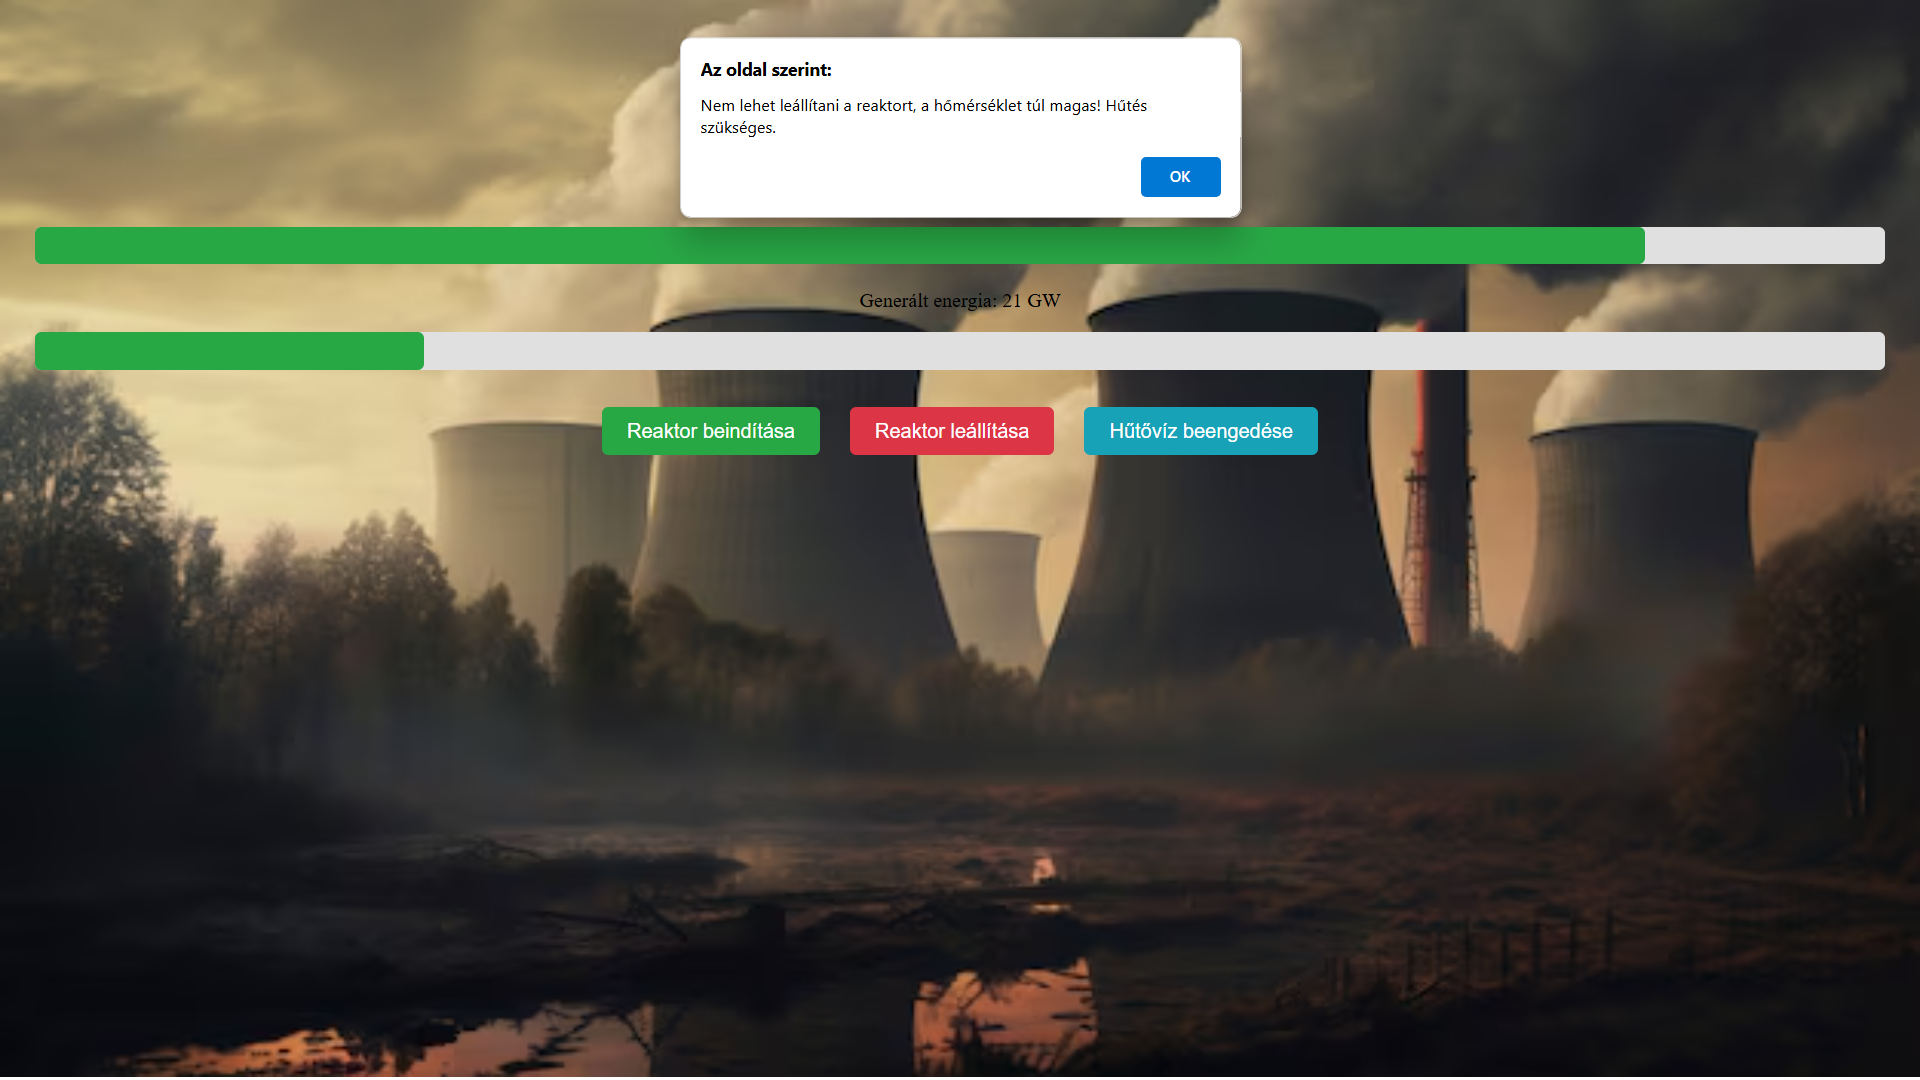 Az oldal szerint:
Nem lehet leállítani a reaktort, a hőmérséklet túl magas! Hűtés
szükséges.
OK
Generált energia: 21 GW
Reaktor beindítása
Reaktor leállítása
Hűtővíz beengedése